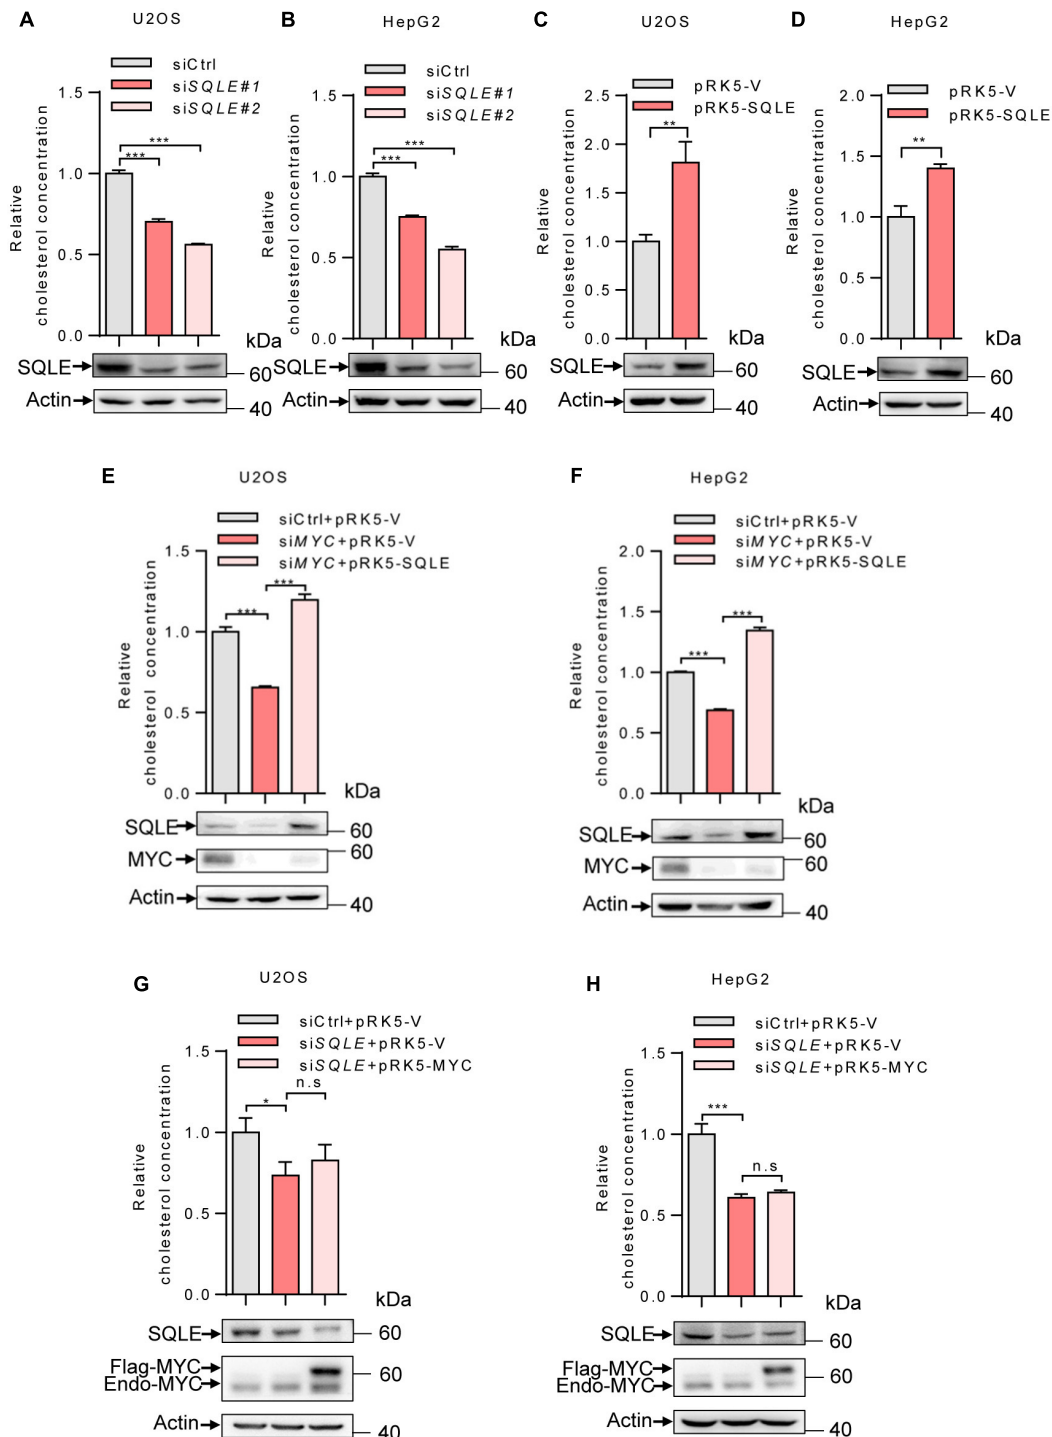 A
U2OS
siCtrl
siSQLE#1
siSQLE#2
1.5
1.0
0.5
0.0
Relative
cholesterol concentration
***
***
kDa
SQLE
60
Actin
40
B
HepG2
siCtrl
siSQLE#1
siSQLE#2
1.5
1.0
0.5
0.0
Relative
cholesterol concentration
***
***
kDa
SQLE
60
Actin
40
C
U2OS
pRK5-V
pRK5-SQLE
2.5
2.0
1.5
1.0
0.5
0.0
Relative
cholesterol concentration
**
kDa
SQLE
60
Actin
40
D
HepG2
pRK5-V
pRK5-SQLE
2.0
1.5
1.0
0.5
0.0
Relative
cholesterol concentration
**
kDa
SQLE
60
Actin
40
E
U2OS
siCtrl+pRK5-V
siMYC+pRK5-V
siMYC+pRK5-SQLE
1.5
1.0
0.5
0.0
Relative
cholesterol concentration
***
***
kDa
SQLE
60
MYC
60
Actin
40
F
HepG2
siCtrl+pRK5-V
siMYC+pRK5-V
siMYC+pRK5-SQLE
2.0
1.5
1.0
0.5
0.0
Relative
cholesterol concentration
***
***
kDa
SQLE
60
MYC
60
Actin
40
G
U2OS
siCtrl+pRK5-V
siSQLE+pRK5-V
siSQLE+pRK5-MYC
1.5
1.0
0.5
0.0
Relative
cholesterol concentration
*
n.s
kDa
SQLE
60
Flag-MYC
60
Endo-MYC
Actin
40
H
HepG2
siCtrl+pRK5-V
siSQLE+pRK5-V
siSQLE+pRK5-MYC
1.5
1.0
0.5
0.0
Relative
cholesterol concentration
***
n.s
kDa
SQLE
60
Flag-MYC
60
Endo-MYC
Actin
40